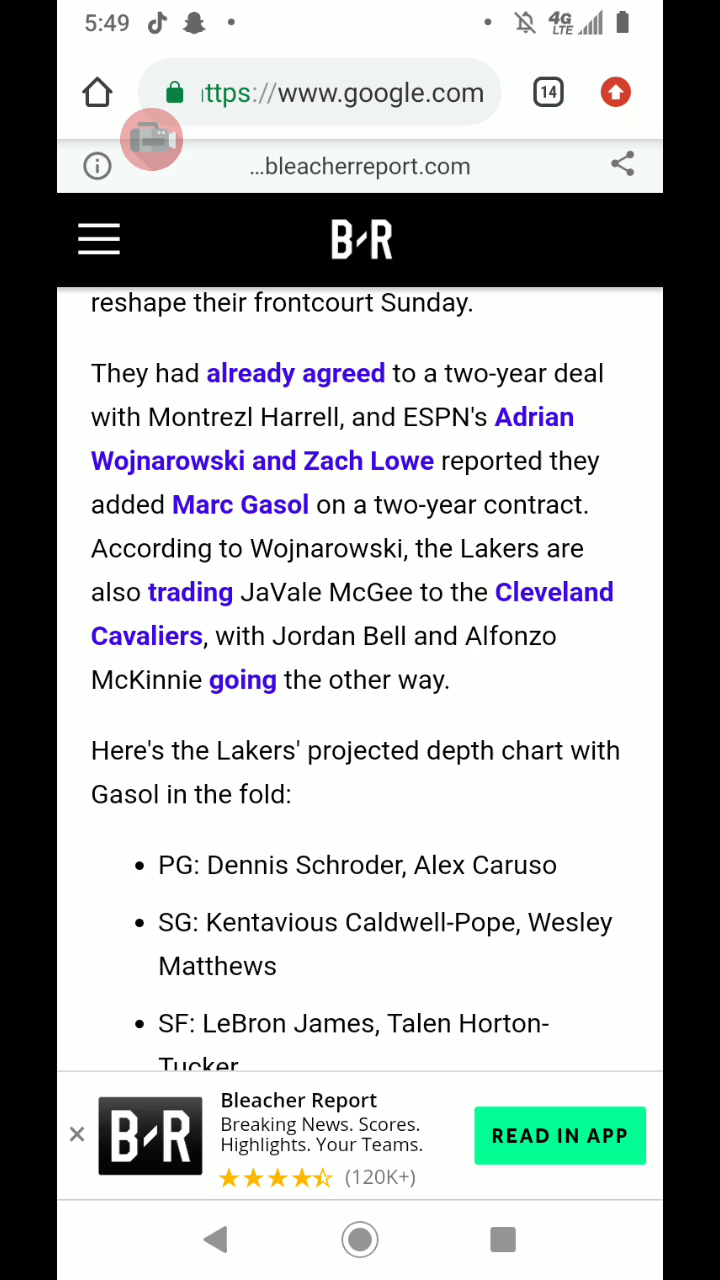 5:49
4G
LTE
ttps://www.google.com
14
...bleacherreport.com
B/R
reshape their frontcourt Sunday.
They had already agreed to a two-year deal
with Montrezl Harrell, and ESPN's Adrian
Wojnarowski and Zach Lowe reported they
added Marc Gasol on a two-year contract.
According to Wojnarowski, the Lakers are
also trading JaVale McGee to the Cleveland
Cavaliers, with Jordan Bell and Alfonzo
McKinnie going the other way.
Here's the Lakers' projected depth chart with
Gasol in the fold:
• PG: Dennis Schroder, Alex Caruso
• SG: Kentavious Caldwell-Pope, Wesley
Matthews
• SF: LeBron James, Talen Horton-
Tucker
B/R
Bleacher Report
Breaking News. Scores.
Highlights. Your Teams.
(120K+)
READ IN APP